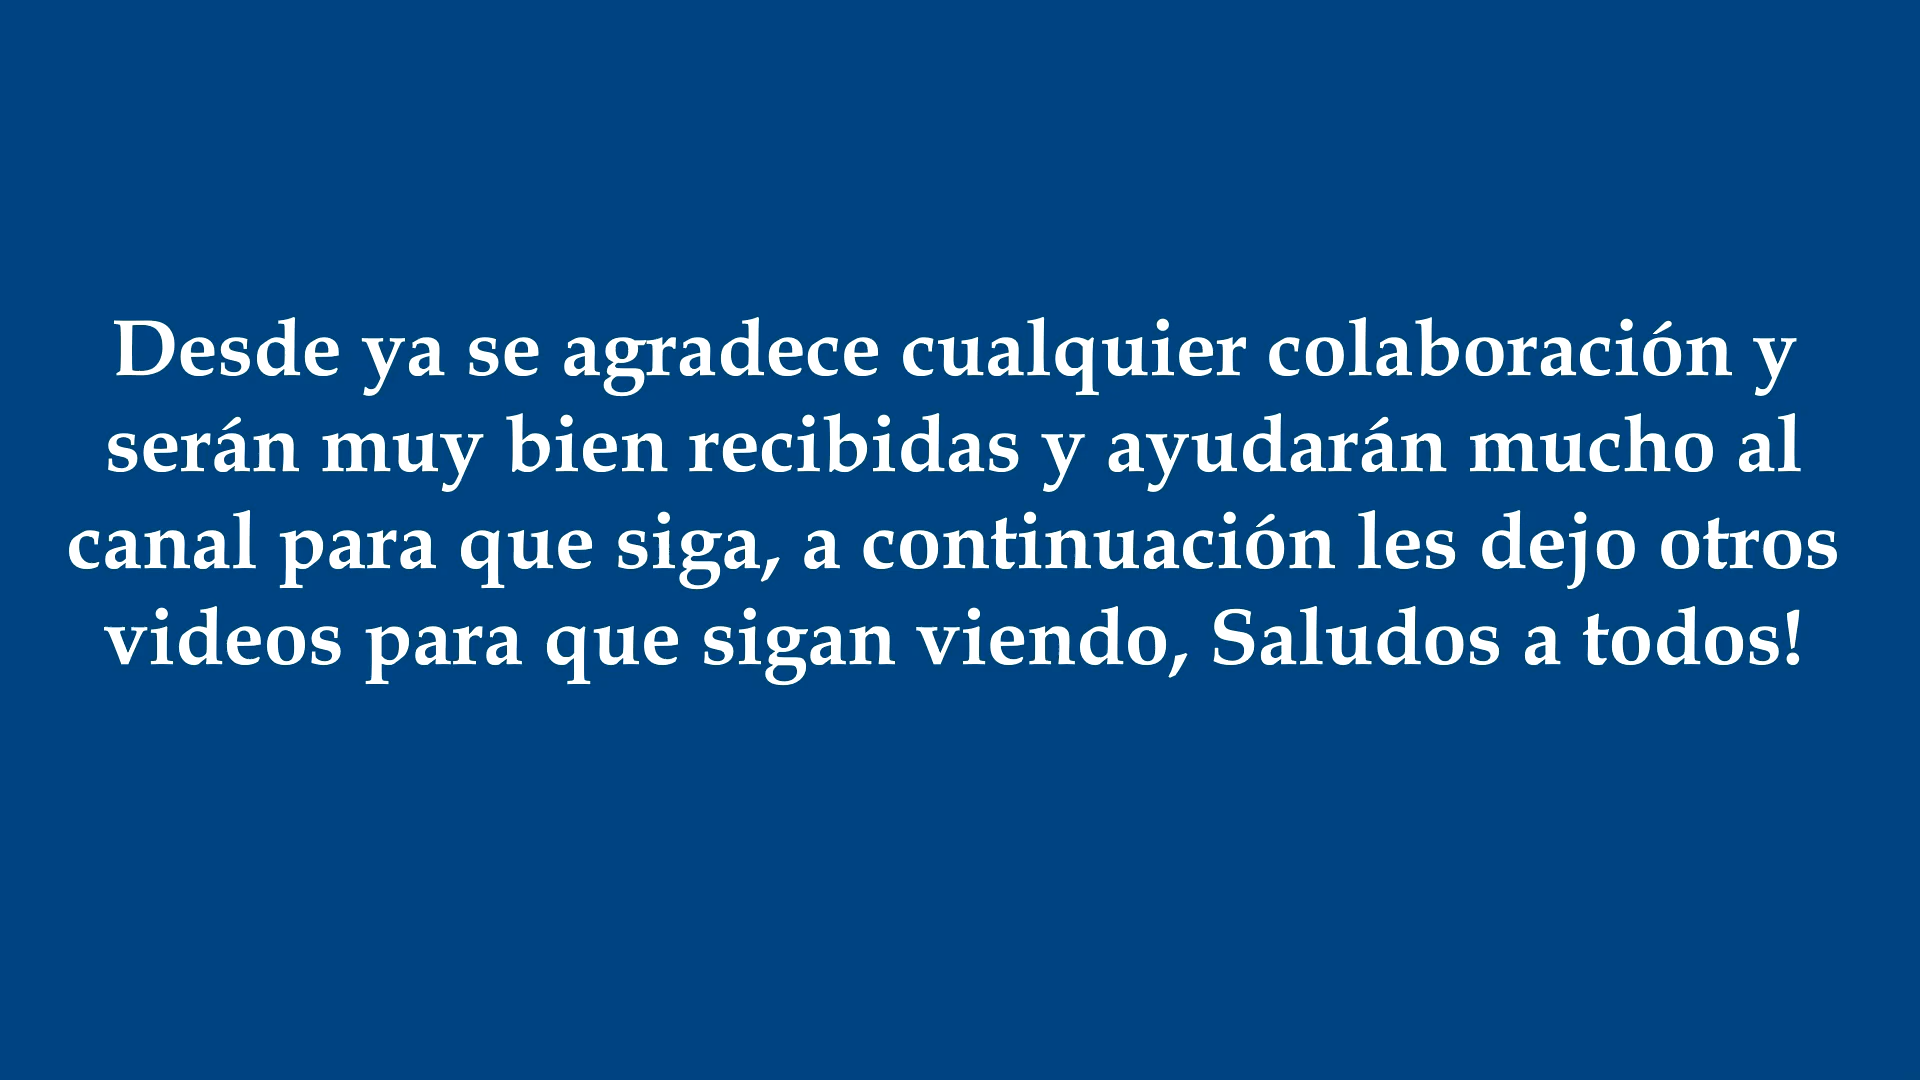 Desde ya se agradece cualquier colaboración y
serán muy bien recibidas y ayudarán mucho al
canal para que siga, a continuación les dejo otros
videos para que sigan viendo, Saludos a todos!